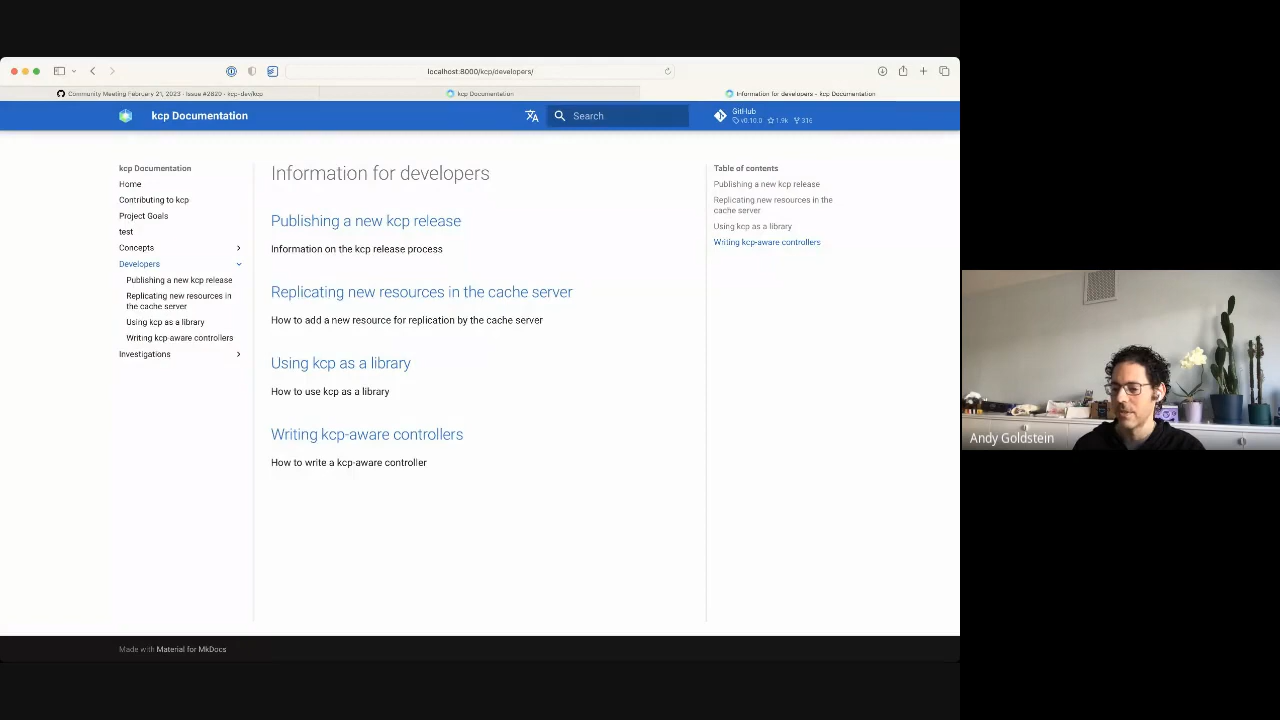 localhost:8000/kcp/developers/
Community Meeting February 21, 2023 · Issue #2820 · kcp-dev/kcp
kcp Documentation
Information for developers - kcp Documentation
kcp Documentation
Search
GitHub
v0.10.0 1.9k 316
kcp Documentation
Home
Contributing to kcp
Project Goals
test
Concepts
Developers
Publishing a new kcp release
Replicating new resources in
the cache server
Using kcp as a library
Writing kcp-aware controllers
Investigations
Information for developers
Publishing a new kcp release
Information on the kcp release process
Replicating new resources in the cache server
How to add a new resource for replication by the cache server
Using kcp as a library
How to use kcp as a library
Writing kcp-aware controllers
How to write a kcp-aware controller
Table of contents
Publishing a new kcp release
Replicating new resources in the
cache server
Using kcp as a library
Writing kcp-aware controllers
Made with Material for MkDocs
Andy Goldstein